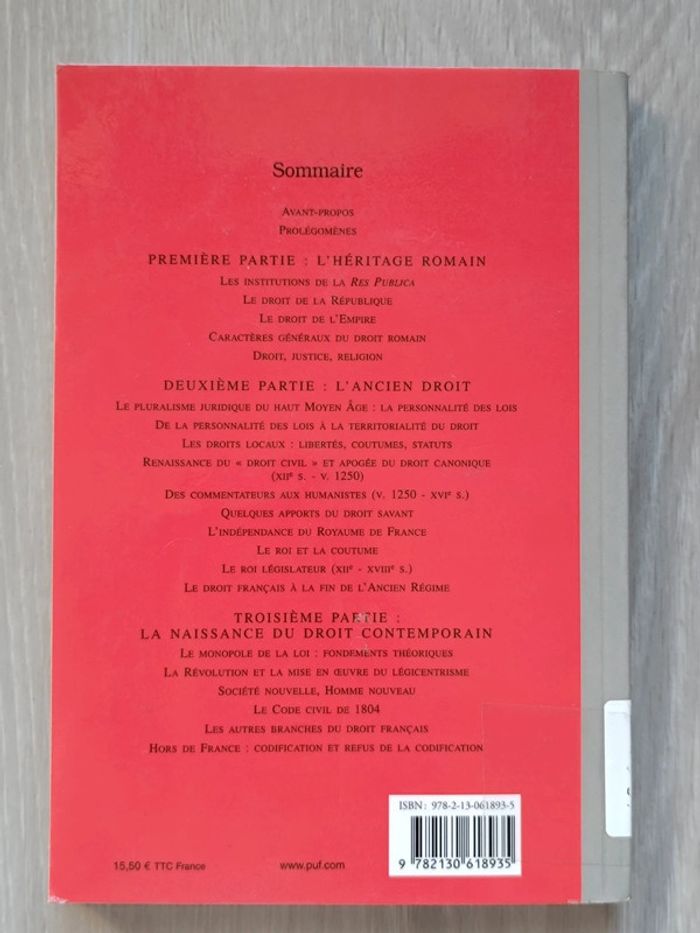 Sommaire
Avant-propos
Prolégomènes
PREMIÈRE PARTIE : L'HÉRITAGE ROMAIN
Les institutions de la Res Publica
Le droit de la République
Le droit de l'Empire
Caractères généraux du droit romain
Droit, justice, religion
DEUXIÈME PARTIE : L'ANCIEN DROIT
Le pluralisme juridique du haut Moyen Âge : la personnalité des lois
De la personnalité des lois à la territorialité du droit
Les droits locaux : libertés, coutumes, statuts
Renaissance du « droit civil » et apogée du droit canonique
(XIIe s. - v. 1250)
Des commentateurs aux humanistes (v. 1250 - XVIe s.)
Quelques apports du droit savant
L'indépendance du Royaume de France
Le roi et la coutume
Le roi législateur (XIIe - XVIIIe s.)
Le droit français à la fin de l'Ancien Régime
TROISIÈME PARTIE :
LA NAISSANCE DU DROIT CONTEMPORAIN
Le monopole de la loi : fondements théoriques
La Révolution et la mise en œuvre du légicentrisme
Société nouvelle, Homme nouveau
Le Code civil de 1804
Les autres branches du droit français
Hors de France : codification et refus de la codification
ISBN : 978-2-13-061893-5
9 782130 618935
15,50 € TTC France
www.puf.com